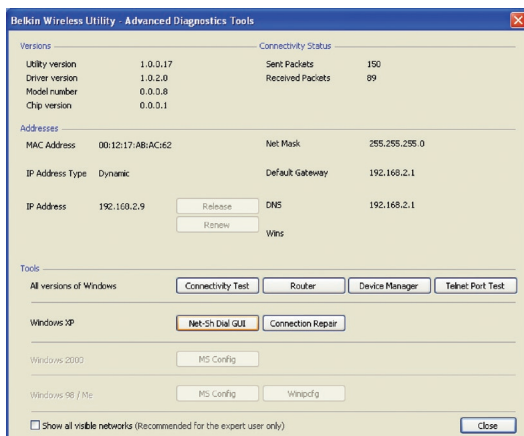 Belkin Wireless Utility - Advanced Diagnostics Tools
Versions
Utility version 1.0.0.17
Driver version 1.0.2.0
Model number 0.0.0.8
Chip version 0.0.0.1
Connectivity Status
Sent Packets 150
Received Packets 89
Addresses
MAC Address 00:12:17:AB:AC:62
Net Mask 255.255.255.0
IP Address Type Dynamic
Default Gateway 192.168.2.1
IP Address 192.168.2.9 Release
Renew
DNS 192.168.2.1
Wins
Tools
All versions of Windows Connectivity Test Router Device Manager Telnet Port Test
Windows XP Net-Sh Dial GUI Connection Repair
Windows 2000 MS Config
Windows 98 / Me MS Config Winipcfg
Show all visible networks (Recommended for the expert user only) Close